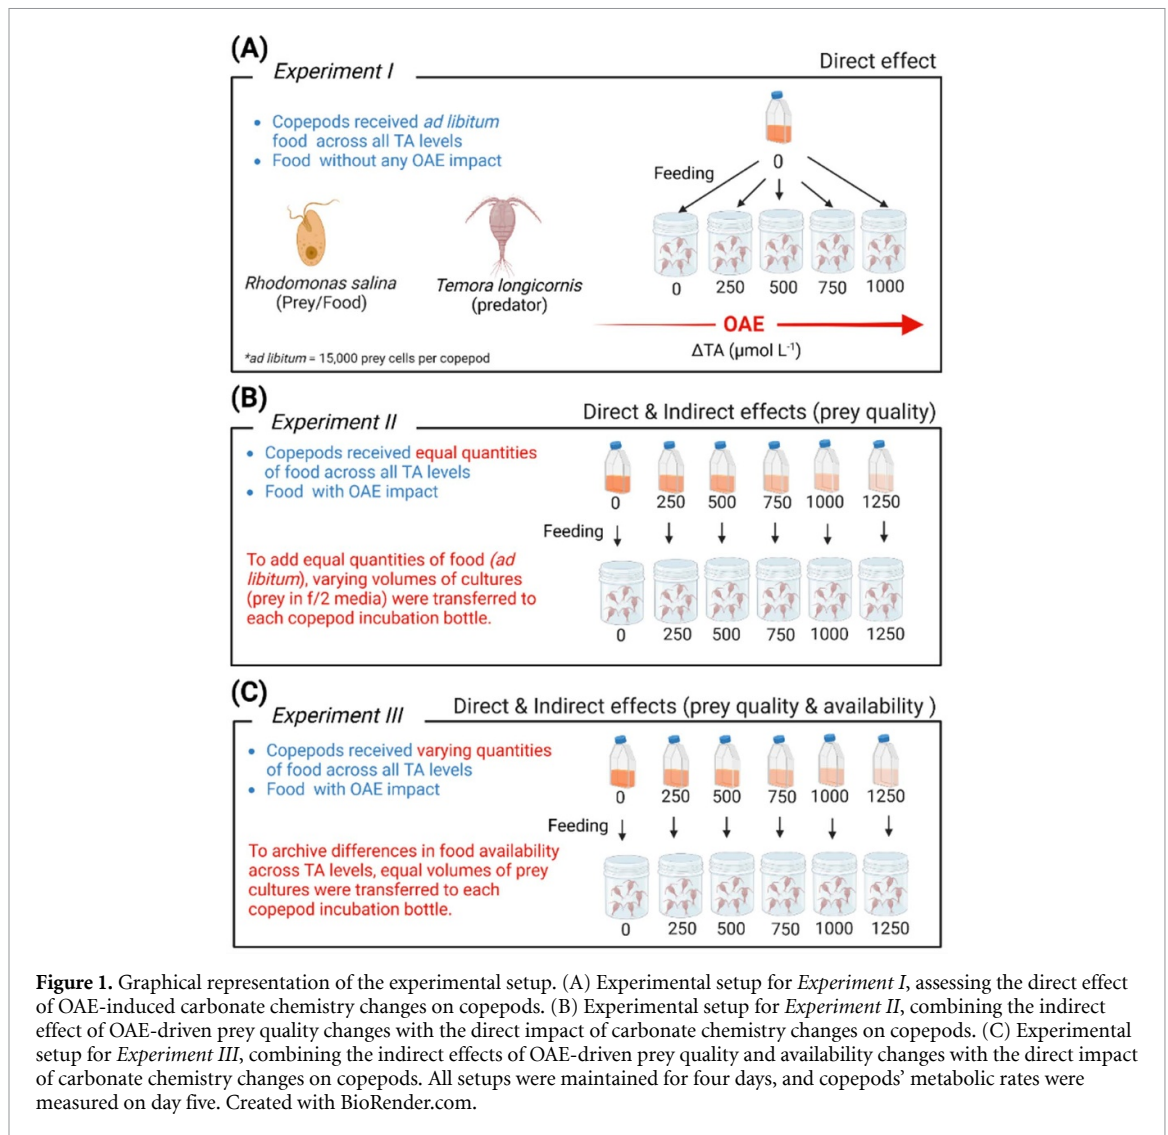 (A)
Experiment I
Direct effect
• Copepods received ad libitum
food across all TA levels
• Food without any OAE impact
0
Feeding
Rhodomonas salina
(Prey/Food)
Temora longicornis
(predator)
0 250 500 750 1000
OAE
ΔTA (μmol L⁻¹)
*ad libitum = 15,000 prey cells per copepod
(B)
Experiment II
Direct & Indirect effects (prey quality)
• Copepods received equal quantities
of food across all TA levels
• Food with OAE impact
0 250 500 750 1000 1250
Feeding
To add equal quantities of food (ad
libitum), varying volumes of cultures
(prey in f/2 media) were transferred to
each copepod incubation bottle.
0 250 500 750 1000 1250
(C)
Experiment III
Direct & Indirect effects (prey quality & availability )
• Copepods received varying quantities
of food across all TA levels
• Food with OAE impact
0 250 500 750 1000 1250
Feeding
To archive differences in food availability
across TA levels, equal volumes of prey
cultures were transferred to each
copepod incubation bottle.
0 250 500 750 1000 1250
Figure 1. Graphical representation of the experimental setup. (A) Experimental setup for Experiment I, assessing the direct effect
of OAE-induced carbonate chemistry changes on copepods. (B) Experimental setup for Experiment II, combining the indirect
effect of OAE-driven prey quality changes with the direct impact of carbonate chemistry changes on copepods. (C) Experimental
setup for Experiment III, combining the indirect effects of OAE-driven prey quality and availability changes with the direct impact
of carbonate chemistry changes on copepods. All setups were maintained for four days, and copepods’ metabolic rates were
measured on day five. Created with BioRender.com.